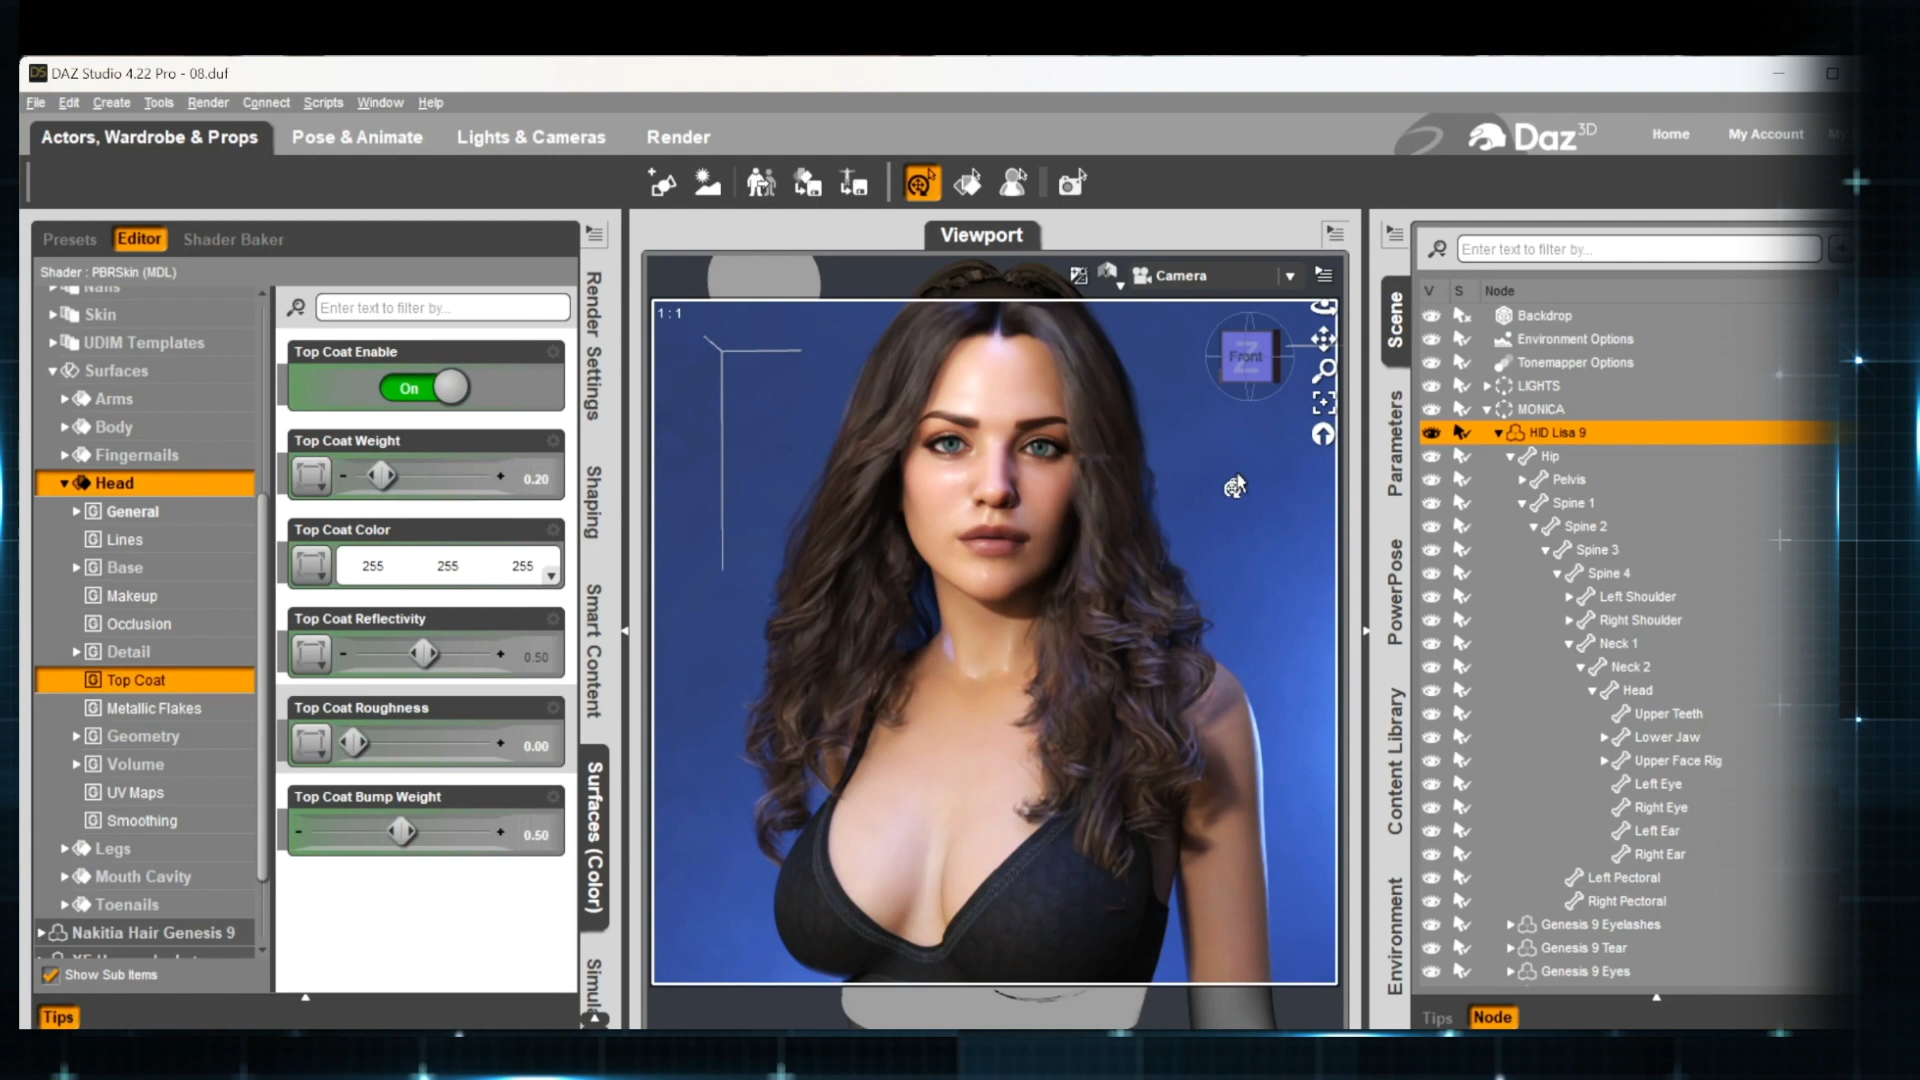 DS DAZ Studio 4.22 Pro - 08.duf
File Edit Create Tools Render Connect Scripts Window Help
Actors, Wardrobe & Props Pose & Animate Lights & Cameras Render
Daz 3D Home My Account My
Presets Editor Shader Baker
Shader : PBRSkin (MDL)
Nails
Skin
UDIM Templates
Surfaces
Arms
Body
Fingernails
Head
General
Lines
Base
Makeup
Occlusion
Detail
Top Coat
Metallic Flakes
Geometry
Volume
UV Maps
Smoothing
Legs
Mouth Cavity
Toenails
Nakitia Hair Genesis 9
Show Sub Items
Tips
Enter text to filter by...
Top Coat Enable
On
Top Coat Weight
- + 0.20
Top Coat Color
255 255 255
Top Coat Reflectivity
- + 0.50
Top Coat Roughness
+ 0.00
Top Coat Bump Weight
- + 0.50
Render Settings
Shaping
Smart Content
Surfaces (Color)
Simula
Viewport
Camera
1 : 1
Front
Z
Scene
Parameters
PowerPose
Content Library
Environment
Enter text to filter by...
V S Node
Backdrop
Environment Options
Tonemapper Options
LIGHTS
MONICA
HID Lisa 9
Hip
Pelvis
Spine 1
Spine 2
Spine 3
Spine 4
Left Shoulder
Right Shoulder
Neck 1
Neck 2
Head
Upper Teeth
Lower Jaw
Upper Face Rig
Left Eye
Right Eye
Left Ear
Right Ear
Left Pectoral
Right Pectoral
Genesis 9 Eyelashes
Genesis 9 Tear
Genesis 9 Eyes
Tips Node